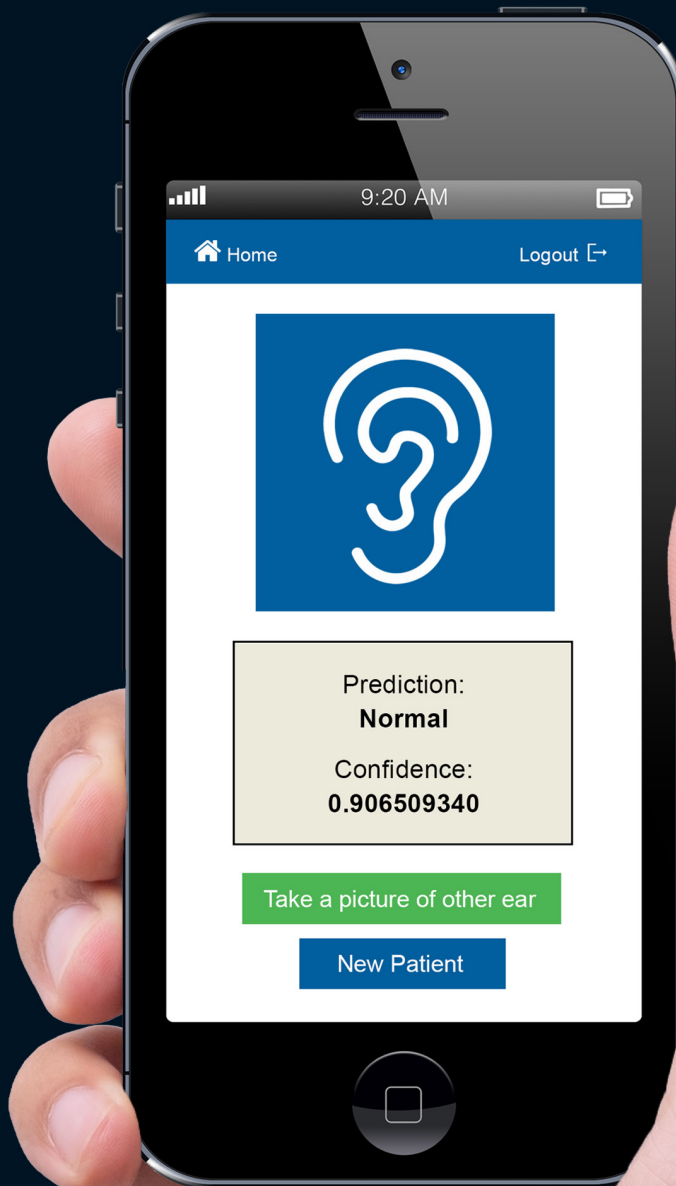 9:20 AM
Home
Logout
Prediction:
Normal
Confidence:
0.906509340
Take a picture of other ear
New Patient